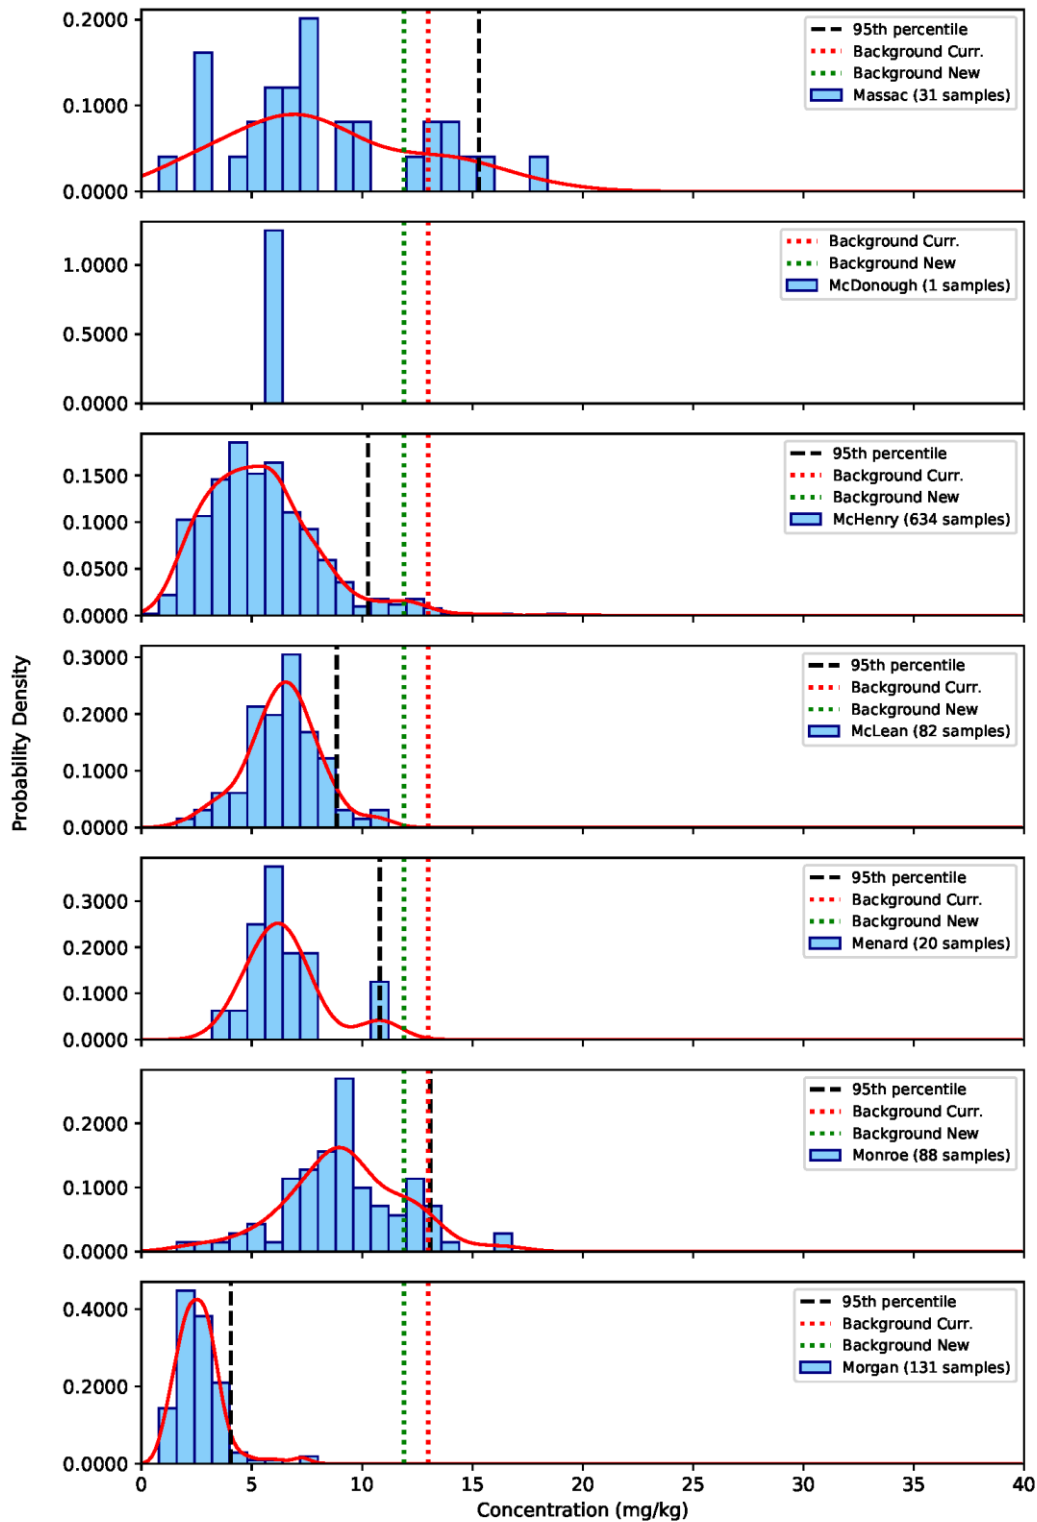 0.2000
0.1000
0.0000
95th percentile
Background Curr.
Background New
Massac (31 samples)
1.0000
0.5000
0.0000
Background Curr.
Background New
McDonough (1 samples)
0.1500
0.1000
0.0500
0.0000
95th percentile
Background Curr.
Background New
McHenry (634 samples)
0.3000
0.2000
0.1000
0.0000
95th percentile
Background Curr.
Background New
McLean (82 samples)
Probability Density
0.3000
0.2000
0.1000
0.0000
95th percentile
Background Curr.
Background New
Menard (20 samples)
0.2000
0.1000
0.0000
95th percentile
Background Curr.
Background New
Monroe (88 samples)
0.4000
0.2000
0.0000
95th percentile
Background Curr.
Background New
Morgan (131 samples)
0 5 10 15 20 25 30 35 40
Concentration (mg/kg)